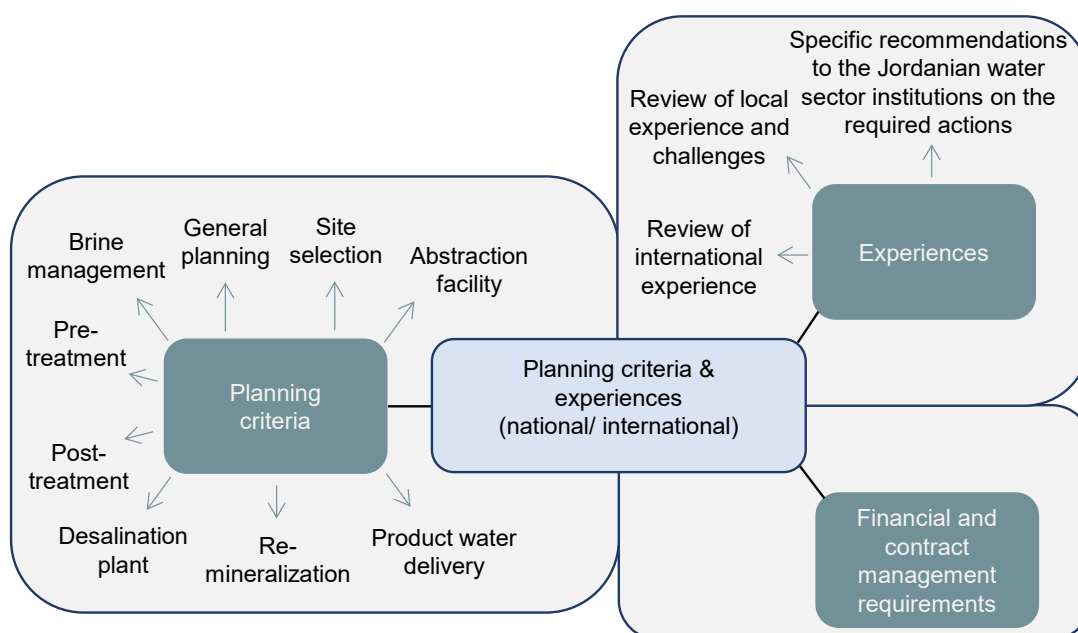 Specific recommendations
to the Jordanian water
sector institutions on the
required actions
Review of local
experience and
challenges
Review of
international
experience
Experiences
Brine
management
General
planning
Site
selection
Abstraction
facility
Pre-
treatment
Planning
criteria
Planning criteria &
experiences
(national/ international)
Post-
treatment
Desalination
plant
Re-
mineralization
Product water
delivery
Financial and
contract
management
requirements